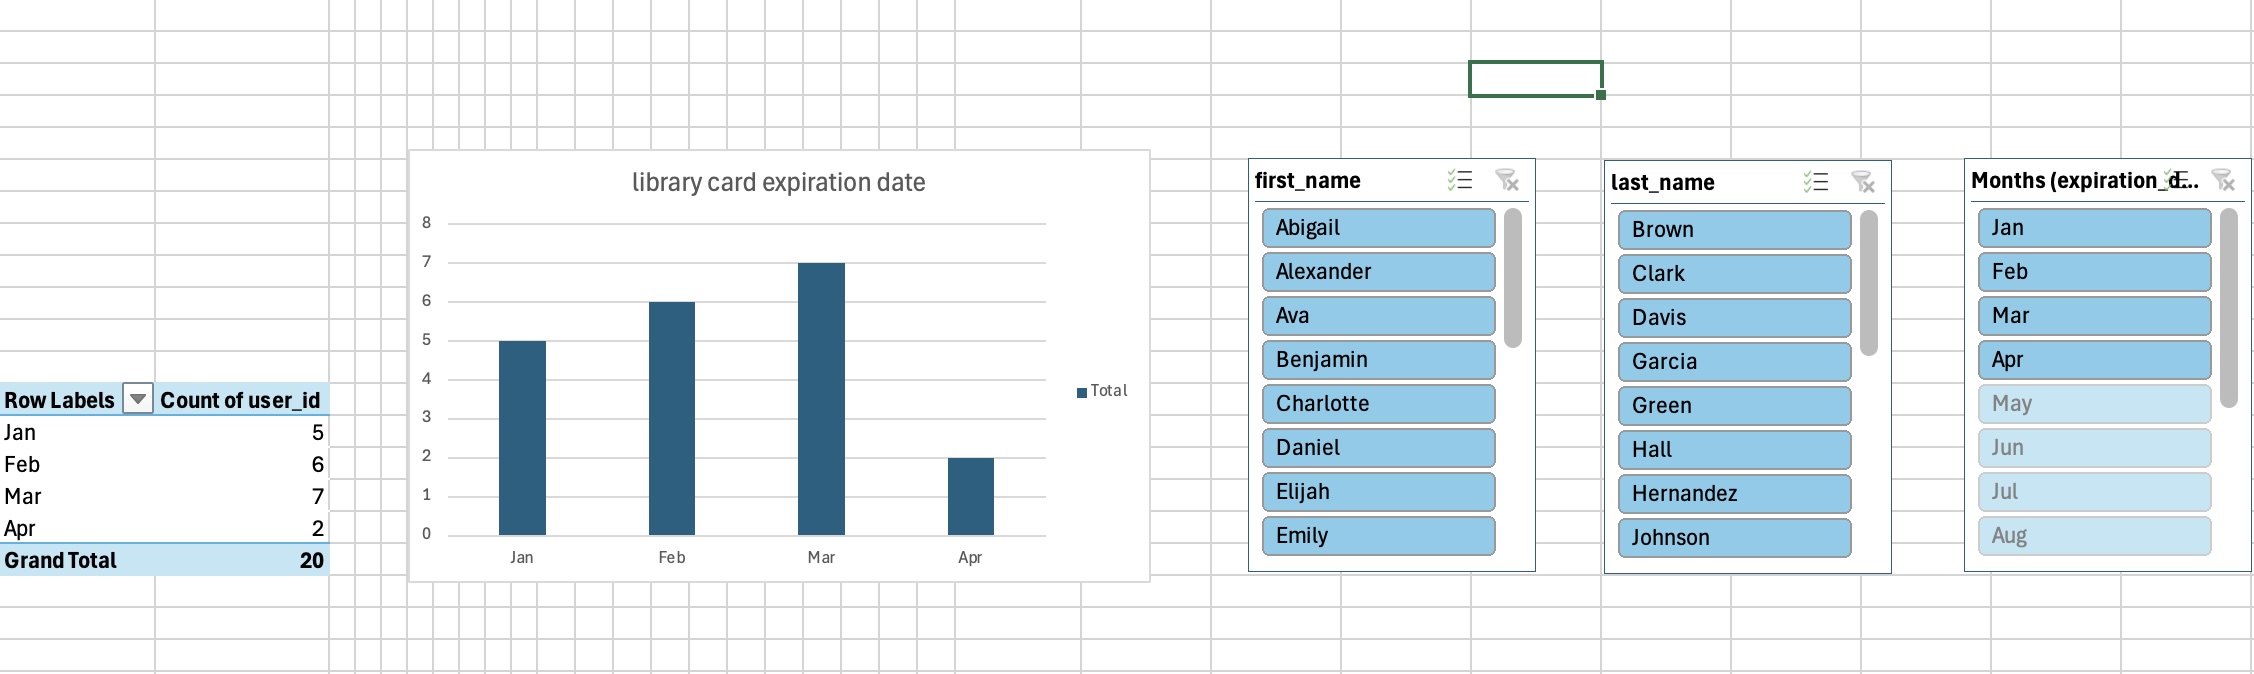 Row Labels Count of user_id
Jan 5
Feb 6
Mar 7
Apr 2
Grand Total 20
library card expiration date
8
7
6
5
4
3
2
1
0
Jan Feb Mar Apr
Total
first_name
Abigail
Alexander
Ava
Benjamin
Charlotte
Daniel
Elijah
Emily
last_name
Brown
Clark
Davis
Garcia
Green
Hall
Hernandez
Johnson
Months (expiration_d...
Jan
Feb
Mar
Apr
May
Jun
Jul
Aug